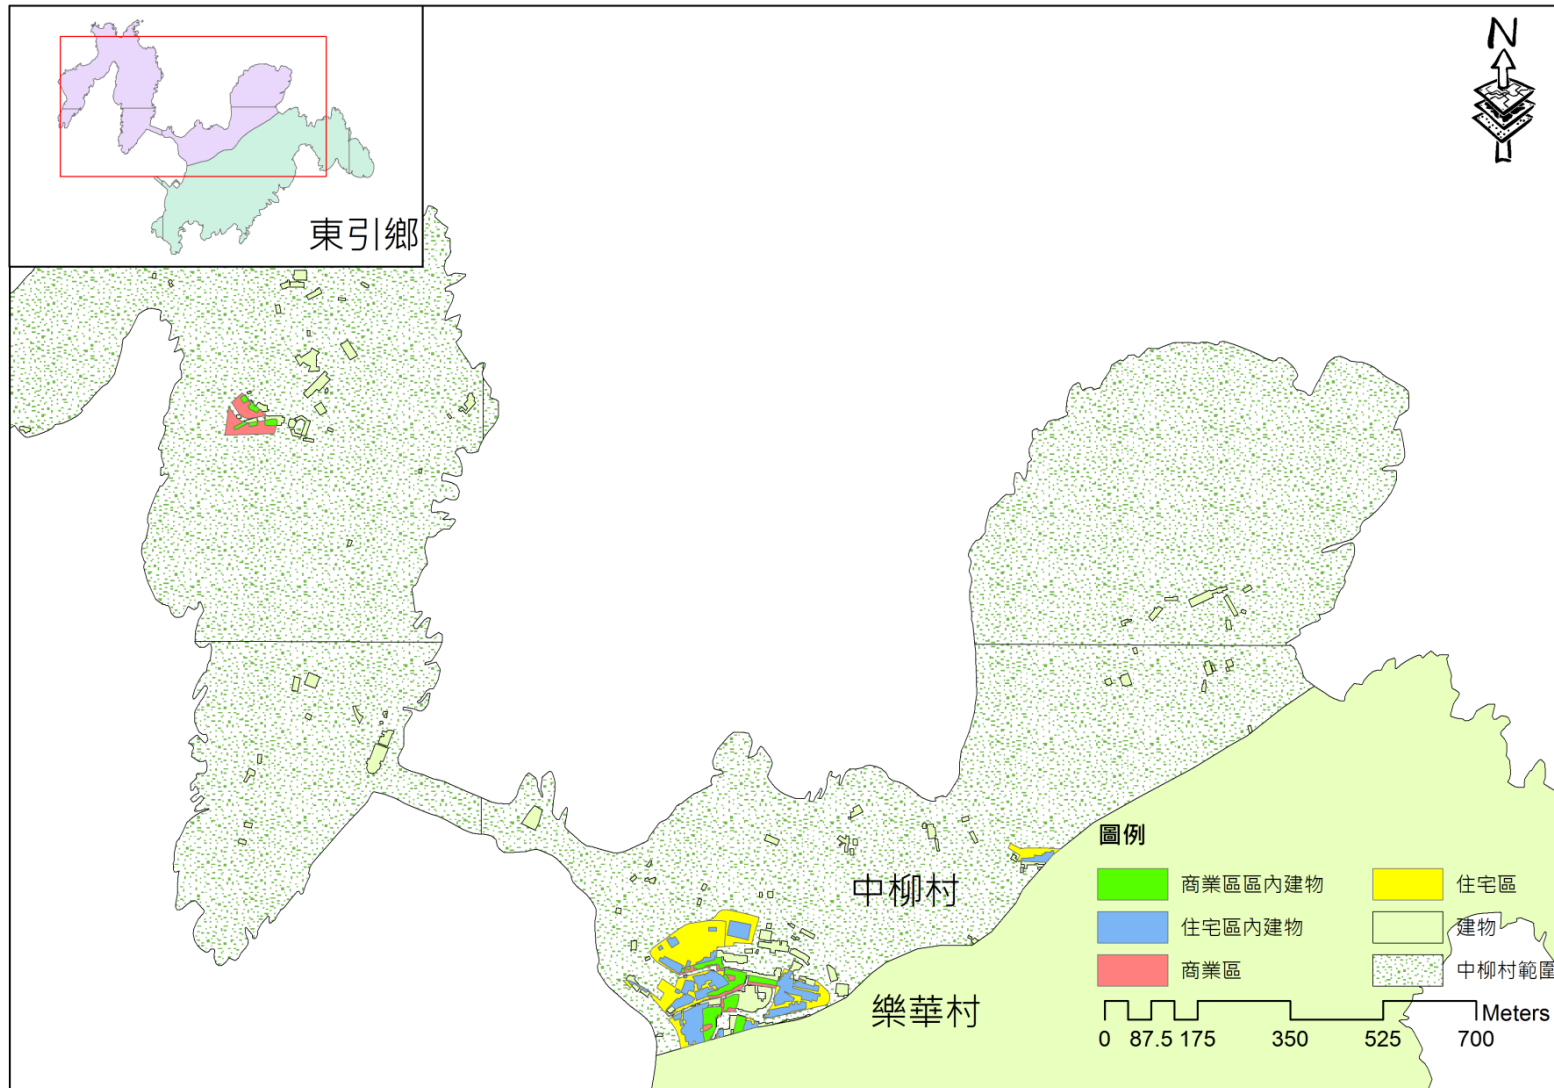 N
東引鄉
中柳村
樂華村
圖例
商業區區內建物
住宅區
住宅區內建物
建物
商業區
中柳村範圍
Meters
0 87.5 175 350 525 700